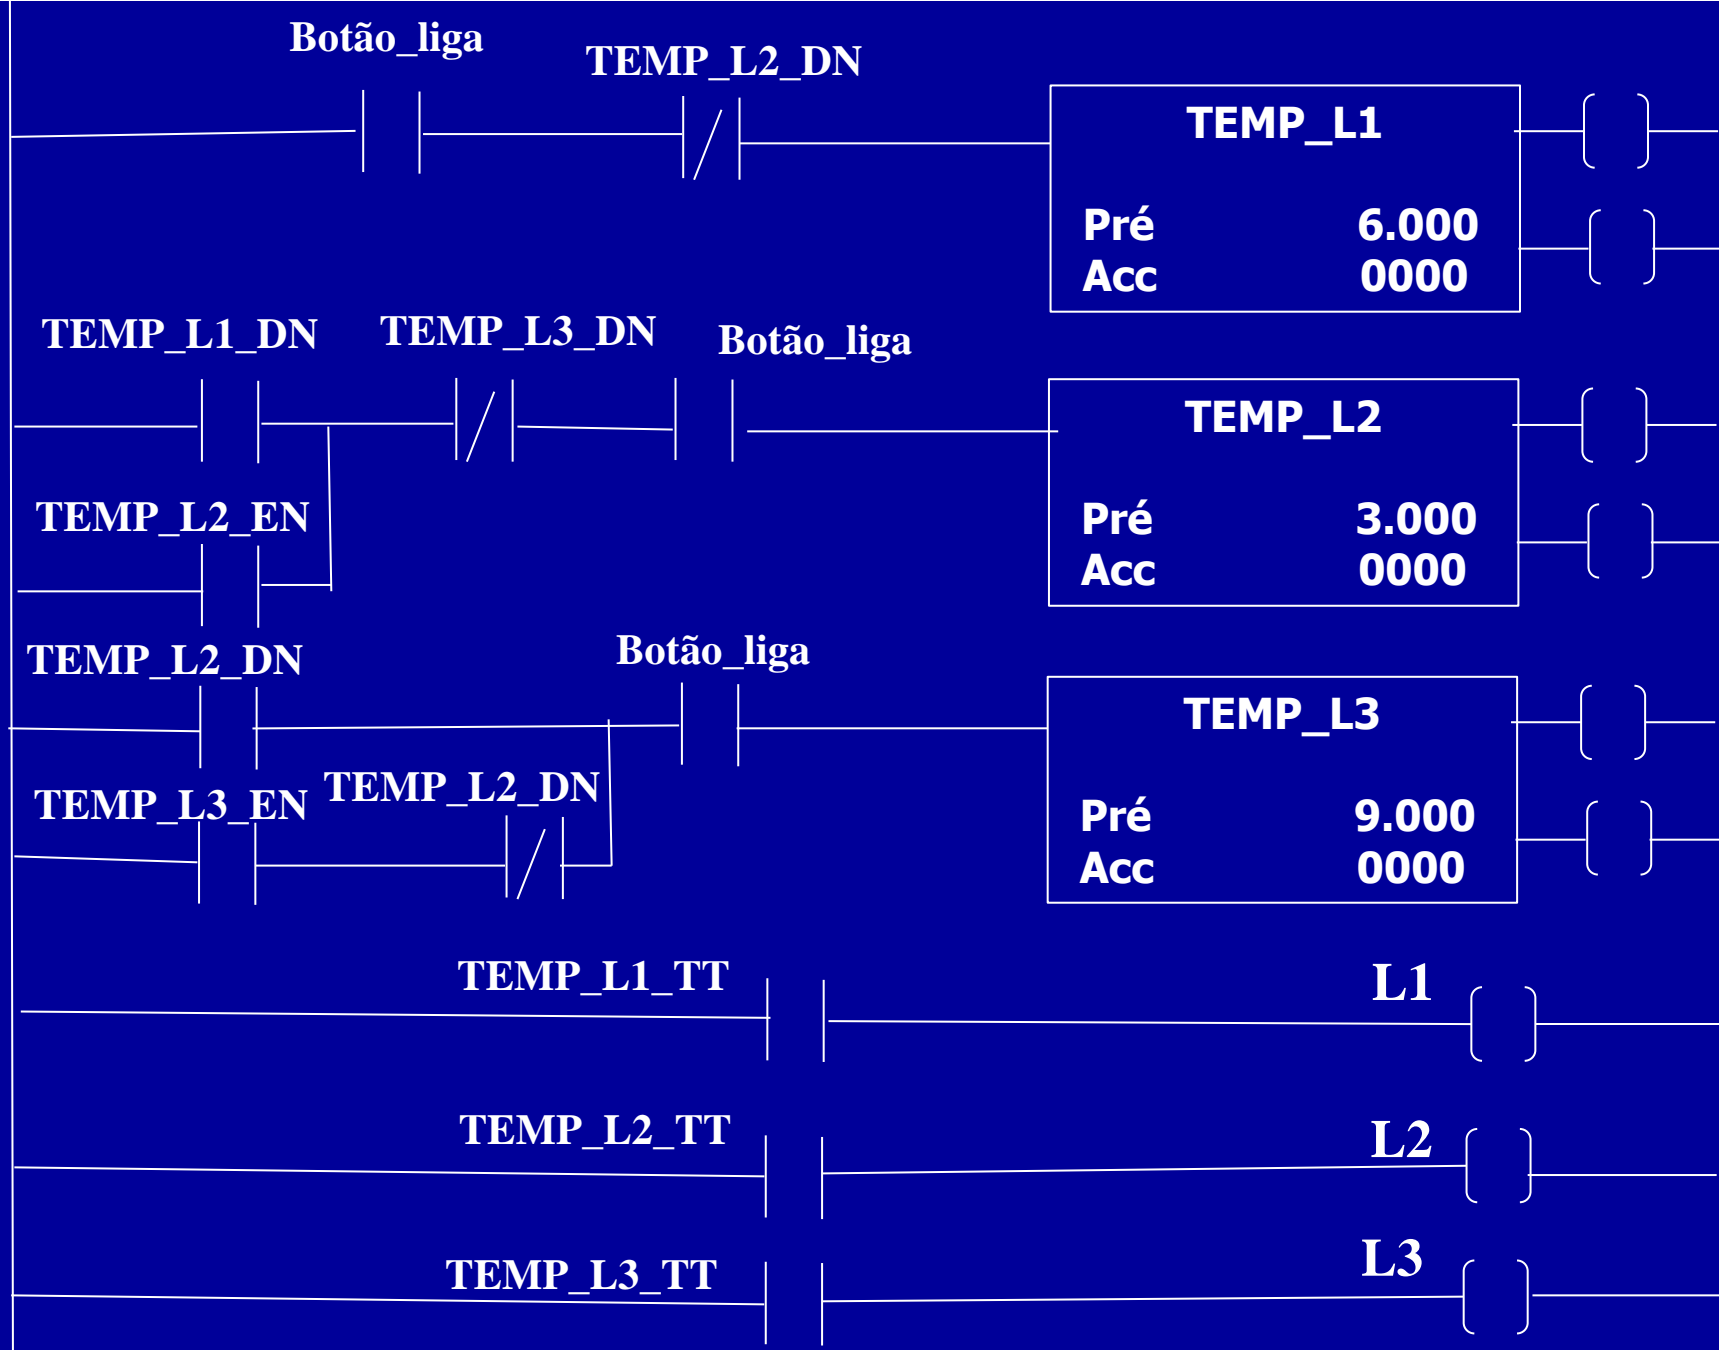 Botão_liga
TEMP_L2_DN
TEMP_L1
Pré 6.000
Acc 0000
TEMP_L1_DN
TEMP_L3_DN
Botão_liga
TEMP_L2
TEMP_L2_EN
Pré 3.000
Acc 0000
TEMP_L2_DN
Botão_liga
TEMP_L3
TEMP_L3_EN
TEMP_L2_DN
Pré 9.000
Acc 0000
TEMP_L1_TT
L1
TEMP_L2_TT
L2
TEMP_L3_TT
L3